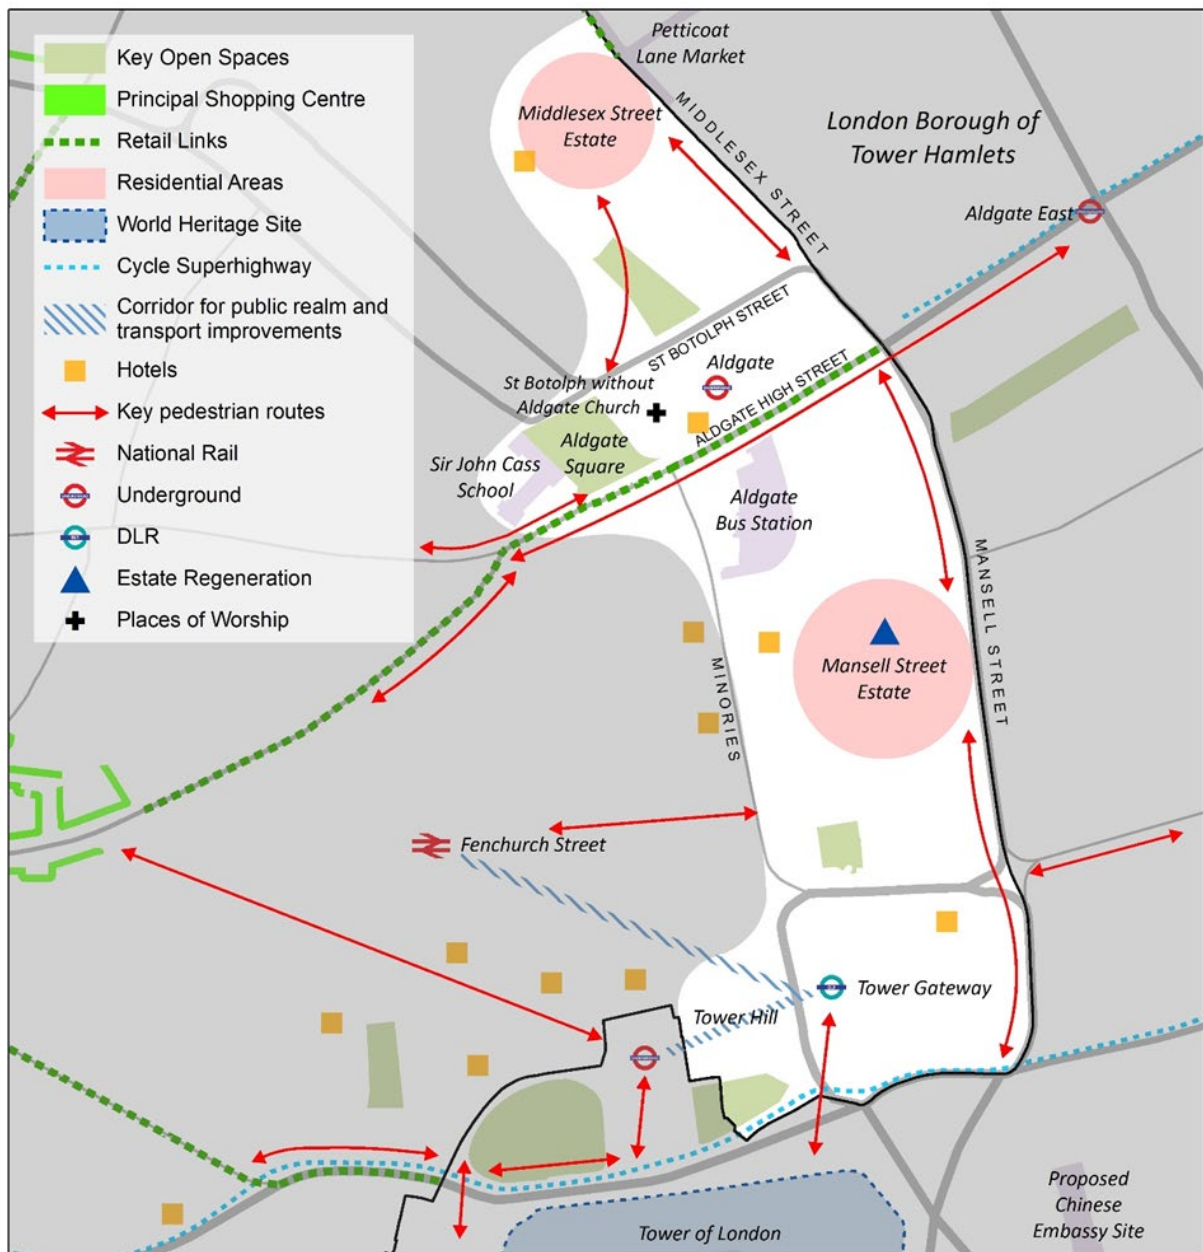 Key Open Spaces
Principal Shopping Centre
Retail Links
Residential Areas
World Heritage Site
Cycle Superhighway
Corridor for public realm and
transport improvements
Hotels
Key pedestrian routes
National Rail
Underground
DLR
Estate Regeneration
Places of Worship
Petticoat
Lane Market
Middlesex Street
Estate
MIDDLESEX STREET
London Borough of
Tower Hamlets
Aldgate East
ST BOTOLPH STREET
St Botolph without
Aldgate Church
Aldgate
ALDGATE HIGH STREET
Aldgate
Square
Sir John Cass
School
Aldgate
Bus Station
MANSELL STREET
Mansell Street
Estate
MINORIES
Fenchurch Street
Tower Gateway
Tower Hill
Tower of London
Proposed
Chinese
Embassy Site